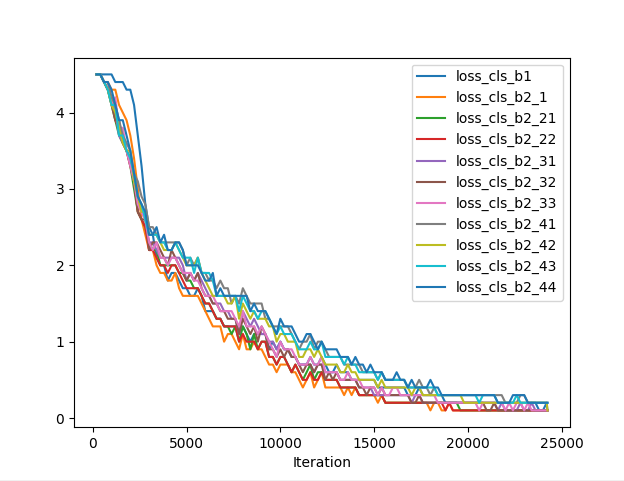 loss_cls_b1
loss_cls_b2_1
loss_cls_b2_21
loss_cls_b2_22
loss_cls_b2_31
loss_cls_b2_32
loss_cls_b2_33
loss_cls_b2_41
loss_cls_b2_42
loss_cls_b2_43
loss_cls_b2_44
4
3
2
1
0
0 5000 10000 15000 20000 25000
Iteration